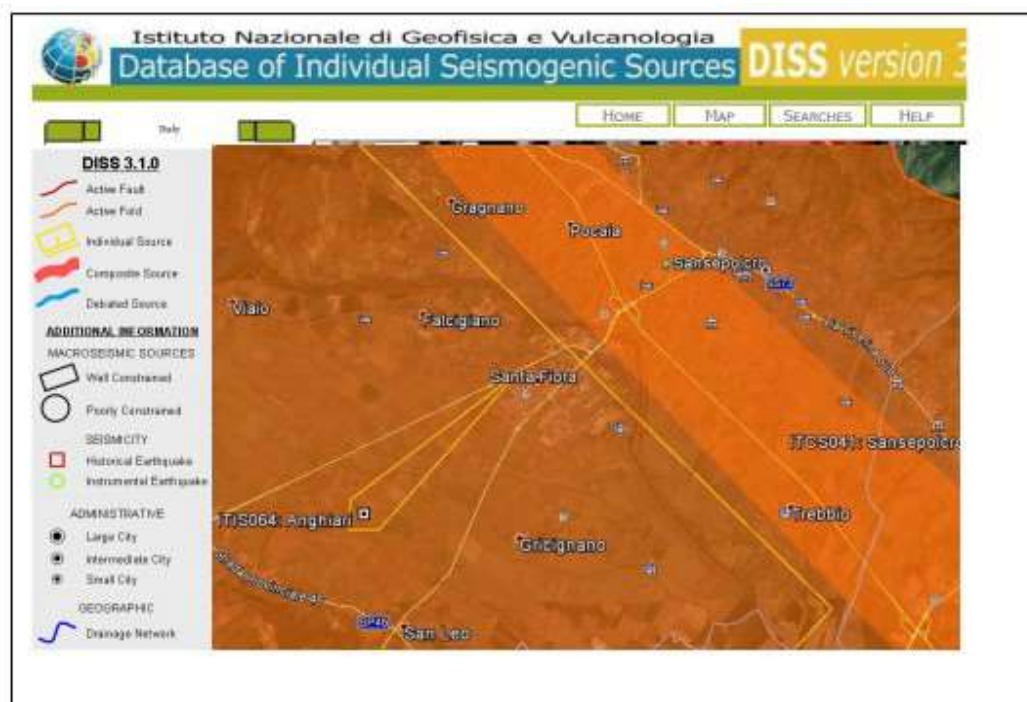 Istituto Nazionale di Geofisica e Vulcanologia
Database of Individual Seismogenic Sources
DISS version 3
HOME
MAP
SEARCHES
HELP
Italy
DISS 3.1.0
Active Fault
Active Fold
Individual Source
Composite Source
Debated Source
ADDITIONAL INFORMATION
MACROSEISMIC SOURCES
Well Constrained
Poorly Constrained
SEISMICITY
Historical Earthquake
Instrumental Earthquake
ADMINISTRATIVE
Large City
Intermediate City
Small City
GEOGRAPHIC
Drainage Network
Gragnano
Pocaia
Sansepolcro
Viaio
Falcigiano
Santa Fiora
ITCS041: Sansepolcro
ITIS064: Anghiari
Trebbio
Gricignano
SP43
San Leo